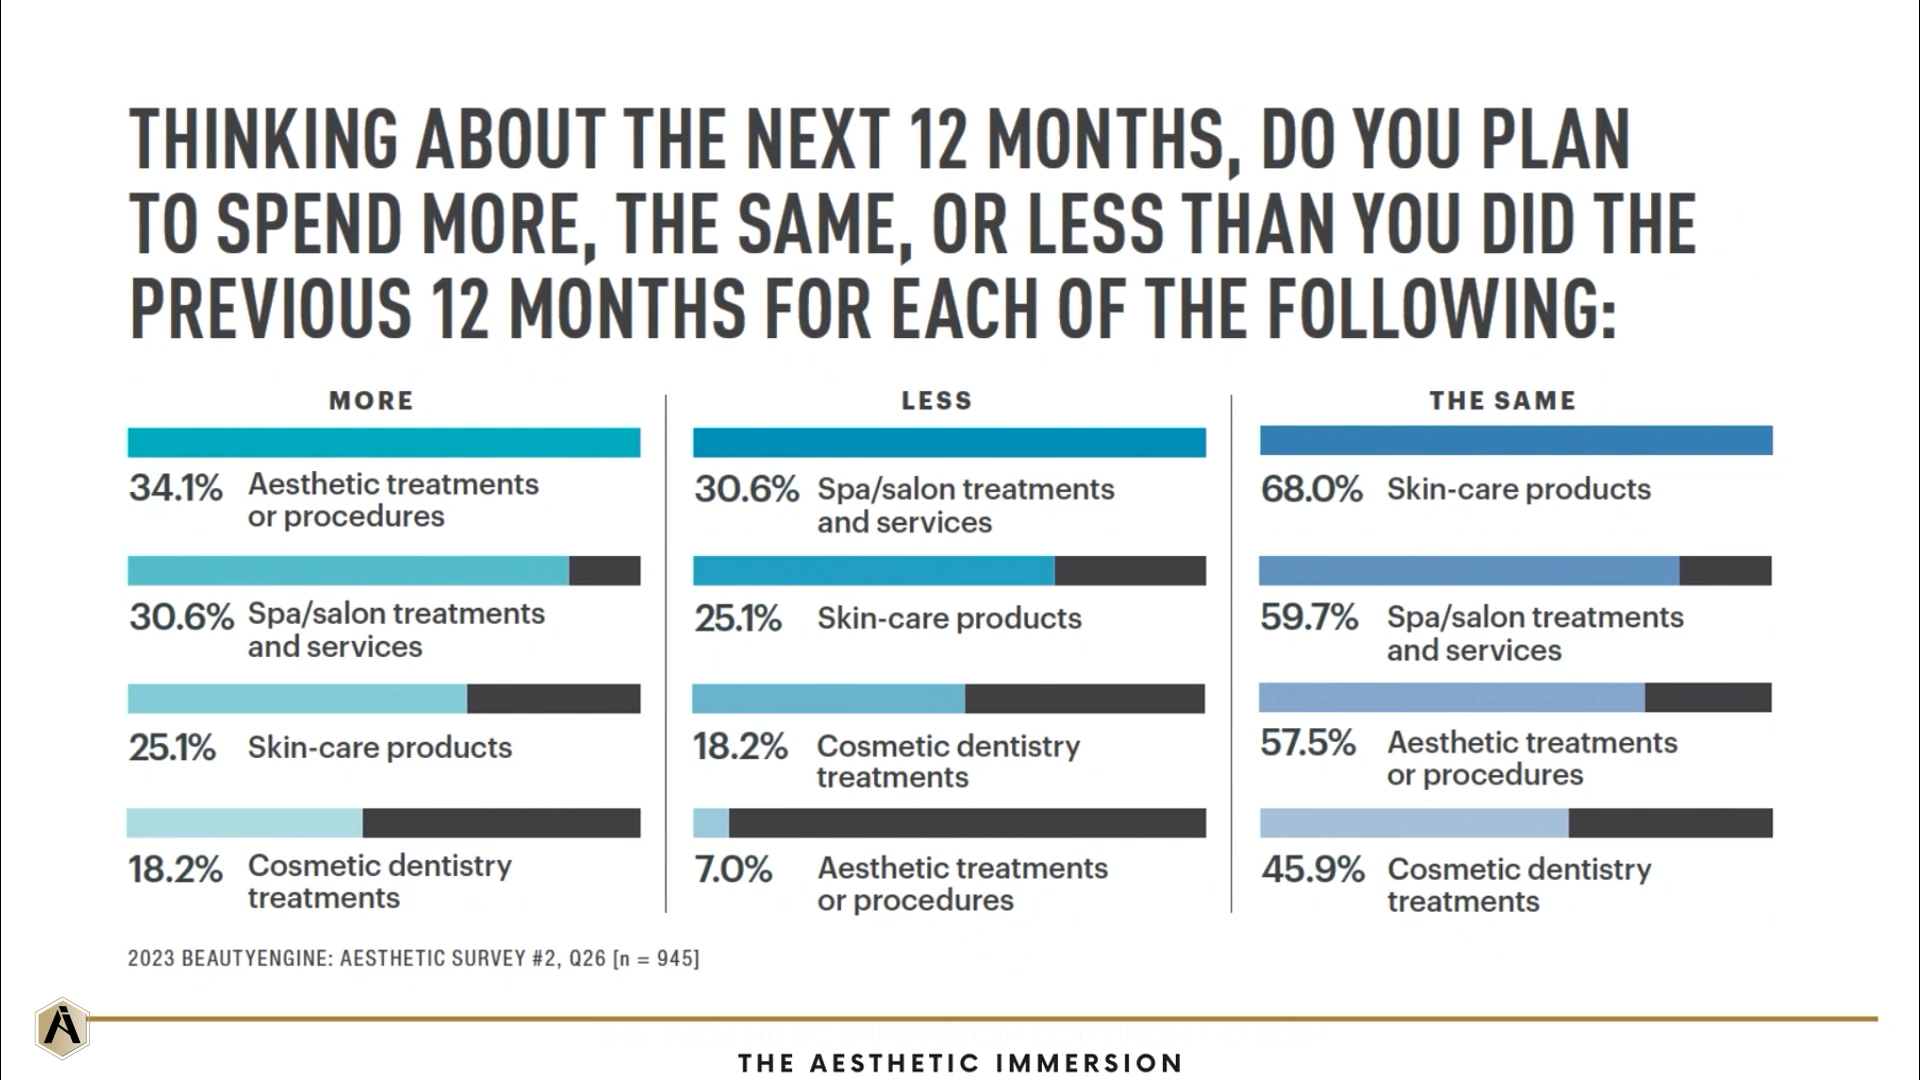 THINKING ABOUT THE NEXT 12 MONTHS, DO YOU PLAN
TO SPEND MORE, THE SAME, OR LESS THAN YOU DID THE
PREVIOUS 12 MONTHS FOR EACH OF THE FOLLOWING:
MORE
34.1% Aesthetic treatments
or procedures
30.6% Spa/salon treatments
and services
25.1% Skin-care products
18.2% Cosmetic dentistry
treatments
LESS
30.6% Spa/salon treatments
and services
25.1% Skin-care products
18.2% Cosmetic dentistry
treatments
7.0% Aesthetic treatments
or procedures
THE SAME
68.0% Skin-care products
59.7% Spa/salon treatments
and services
57.5% Aesthetic treatments
or procedures
45.9% Cosmetic dentistry
treatments
2023 BEAUTYENGINE: AESTHETIC SURVEY #2, Q26 [n = 945]
THE AESTHETIC IMMERSION